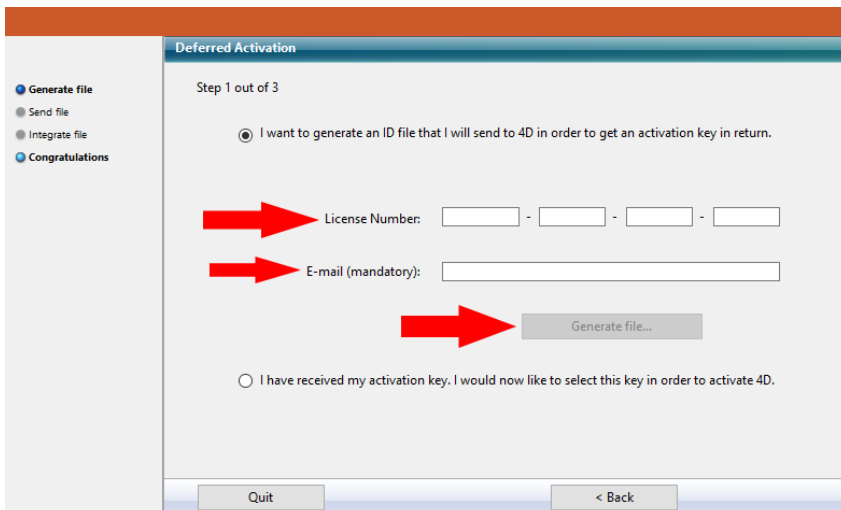 Deferred Activation
Generate file
Send file
Integrate file
Congratulations
Step 1 out of 3
I want to generate an ID file that I will send to 4D in order to get an activation key in return.
License Number: - - -
E-mail (mandatory):
Generate file...
I have received my activation key. I would now like to select this key in order to activate 4D.
Quit
< Back